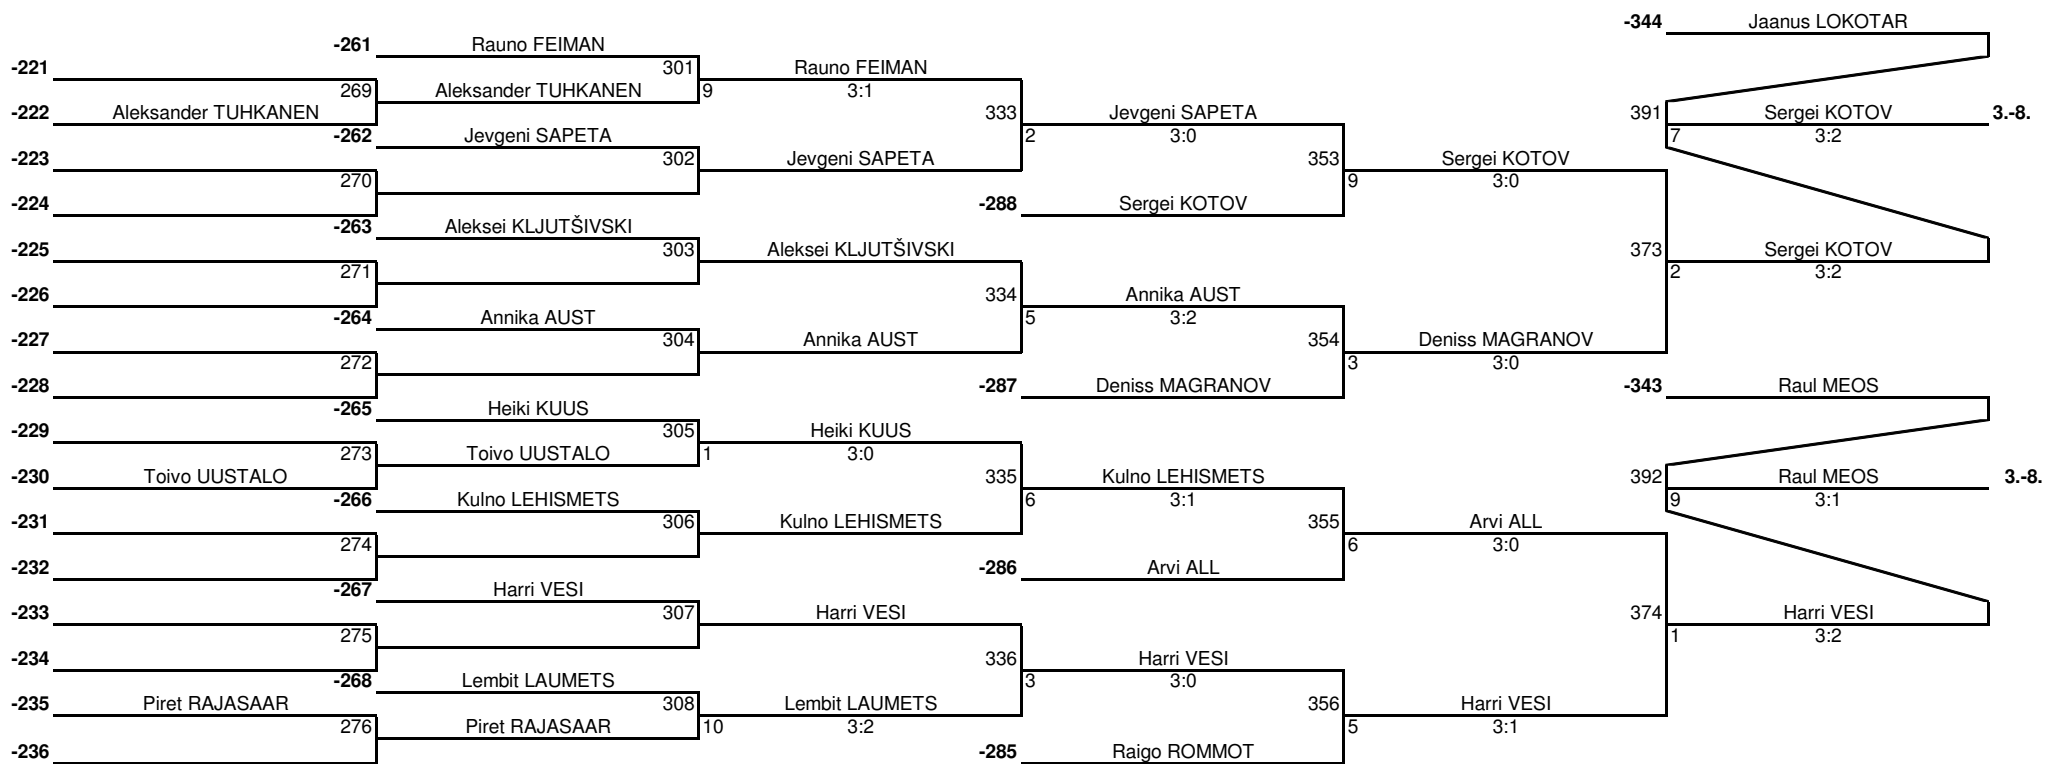 -344 Jaanus LOKOTAR
-261 Rauno FEIMAN
-221 301 Rauno FEIMAN
269 Aleksander TUHKANEN 9 3:1
-222 Aleksander TUHKANEN 333 Jevgeni SAPETA 391 Sergei KOTOV 3.-8.
-262 Jevgeni SAPETA 2 3:0 7 3:2
-223 302 Jevgeni SAPETA 353 Sergei KOTOV
270 9 3:0
-224 -288 Sergei KOTOV
-263 Aleksei KLJUTŠIVSKI
-225 303 Aleksei KLJUTŠIVSKI 373 Sergei KOTOV
271 2 3:2
-226 334 Annika AUST
-264 Annika AUST 5 3:2
-227 304 Annika AUST 354 Deniss MAGRANOV
272 3 3:0
-228 -287 Deniss MAGRANOV -343 Raul MEOS
-265 Heiki KUUS
-229 305 Heiki KUUS
273 Toivo UUSTALO 1 3:0
-230 Toivo UUSTALO 335 Kulno LEHISMETS 392 Raul MEOS 3.-8.
-266 Kulno LEHISMETS 6 3:1 9 3:1
-231 306 Kulno LEHISMETS 355 Arvi ALL
274 6 3:0
-232 -286 Arvi ALL
-267 Harri VESI
-233 307 Harri VESI 374 Harri VESI
275 1 3:2
-234 336 Harri VESI
-268 Lembit LAUMETS 3 3:0
-235 Piret RAJASAAR 308 Lembit LAUMETS 356 Harri VESI
276 Piret RAJASAAR 10 3:2 5 3:1
-236 -285 Raigo ROMMOT